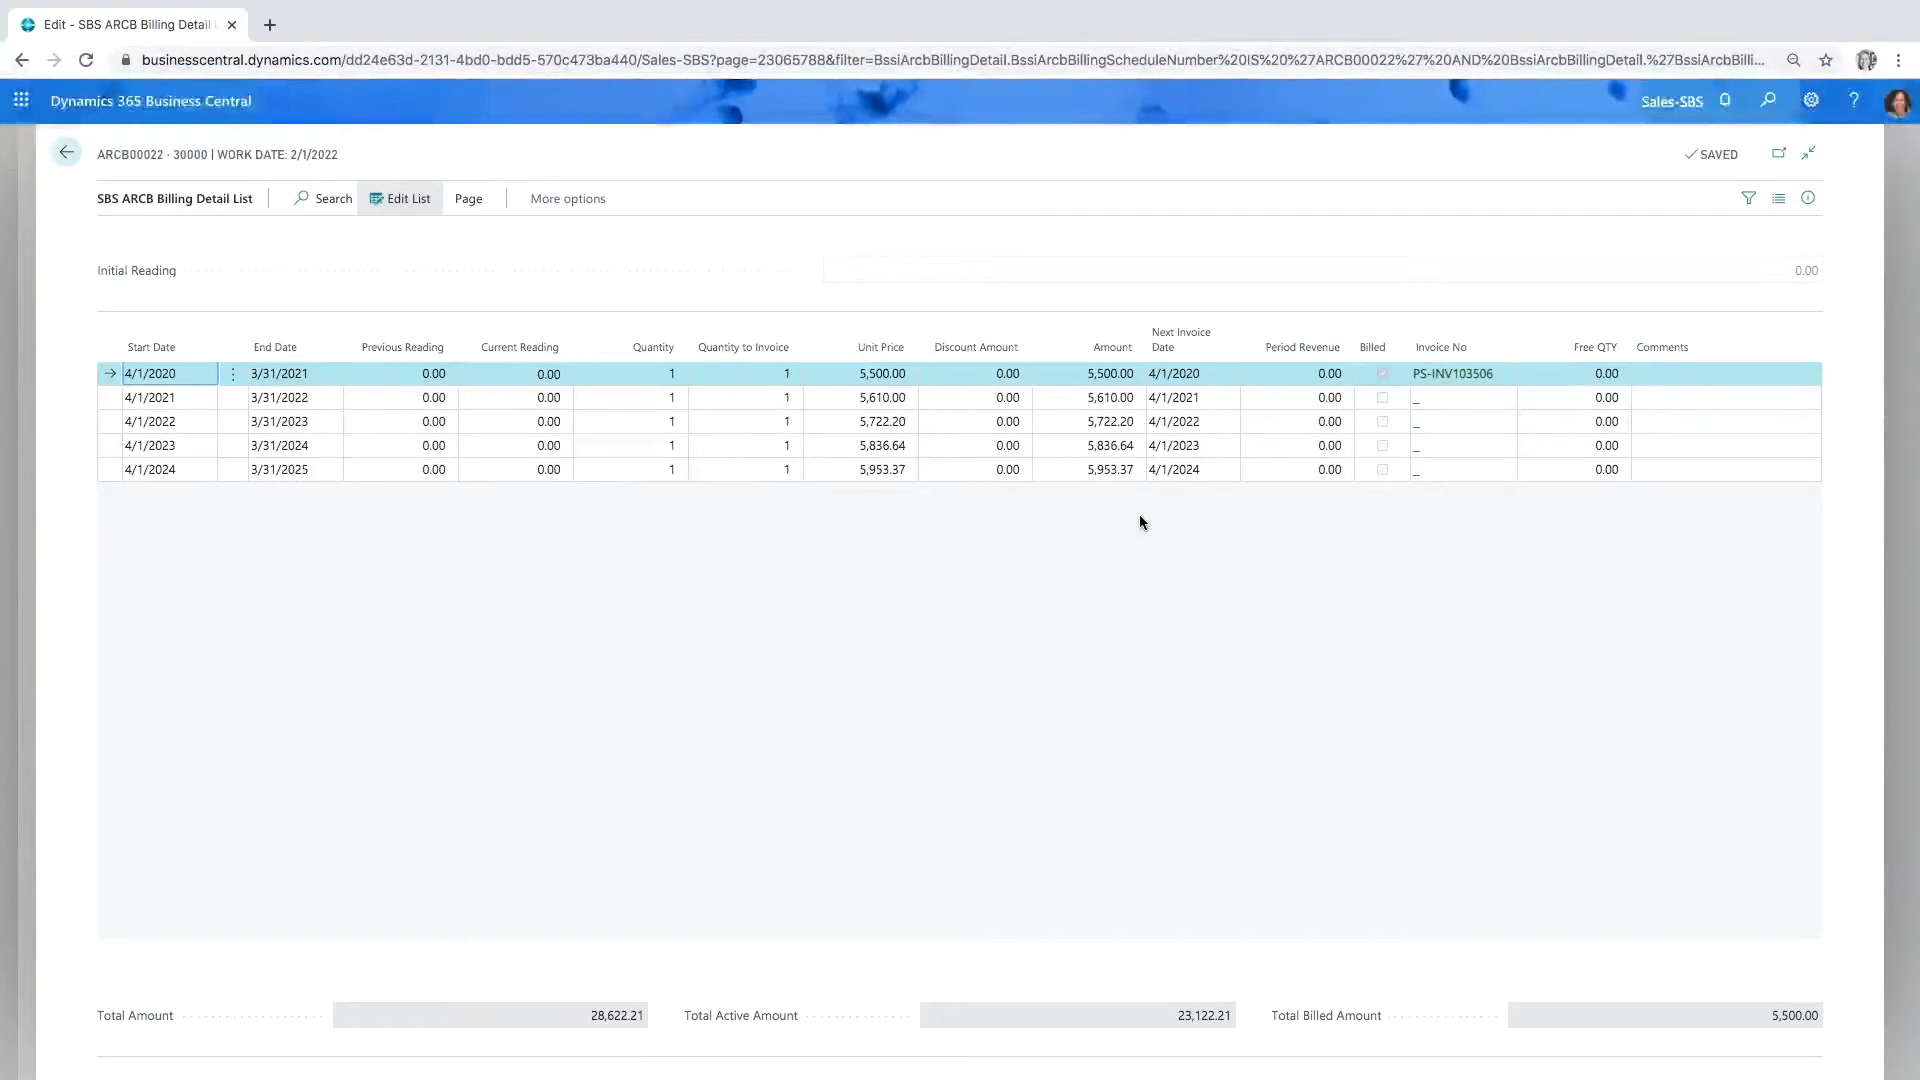 Edit - SBS ARCB Billing Detail L
businesscentral.dynamics.com/dd24e63d-2131-4bd0-bdd5-570c473ba440/Sales-SBS?page=23065788&filter=BssiArcbBillingDetail.BssiArcbBillingScheduleNumber%20IS%20%27ARCB00022%27%20AND%20BssiArcbBillingDetail.%27BssiArcbBilli...
Dynamics 365 Business Central Sales-SBS ?
ARCB00022 · 30000 | WORK DATE: 2/1/2022 SAVED
SBS ARCB Billing Detail List Search Edit List Page More options
Initial Reading 0.00
Start Date End Date Previous Reading Current Reading Quantity Quantity to Invoice Unit Price Discount Amount Amount Next Invoice Date Period Revenue Billed Invoice No Free QTY Comments
4/1/2020 3/31/2021 0.00 0.00 1 1 5,500.00 0.00 5,500.00 4/1/2020 0.00 PS-INV103506 0.00
4/1/2021 3/31/2022 0.00 0.00 1 1 5,610.00 0.00 5,610.00 4/1/2021 0.00 _ 0.00
4/1/2022 3/31/2023 0.00 0.00 1 1 5,722.20 0.00 5,722.20 4/1/2022 0.00 _ 0.00
4/1/2023 3/31/2024 0.00 0.00 1 1 5,836.64 0.00 5,836.64 4/1/2023 0.00 _ 0.00
4/1/2024 3/31/2025 0.00 0.00 1 1 5,953.37 0.00 5,953.37 4/1/2024 0.00 _ 0.00
Total Amount 28,622.21 Total Active Amount 23,122.21 Total Billed Amount 5,500.00